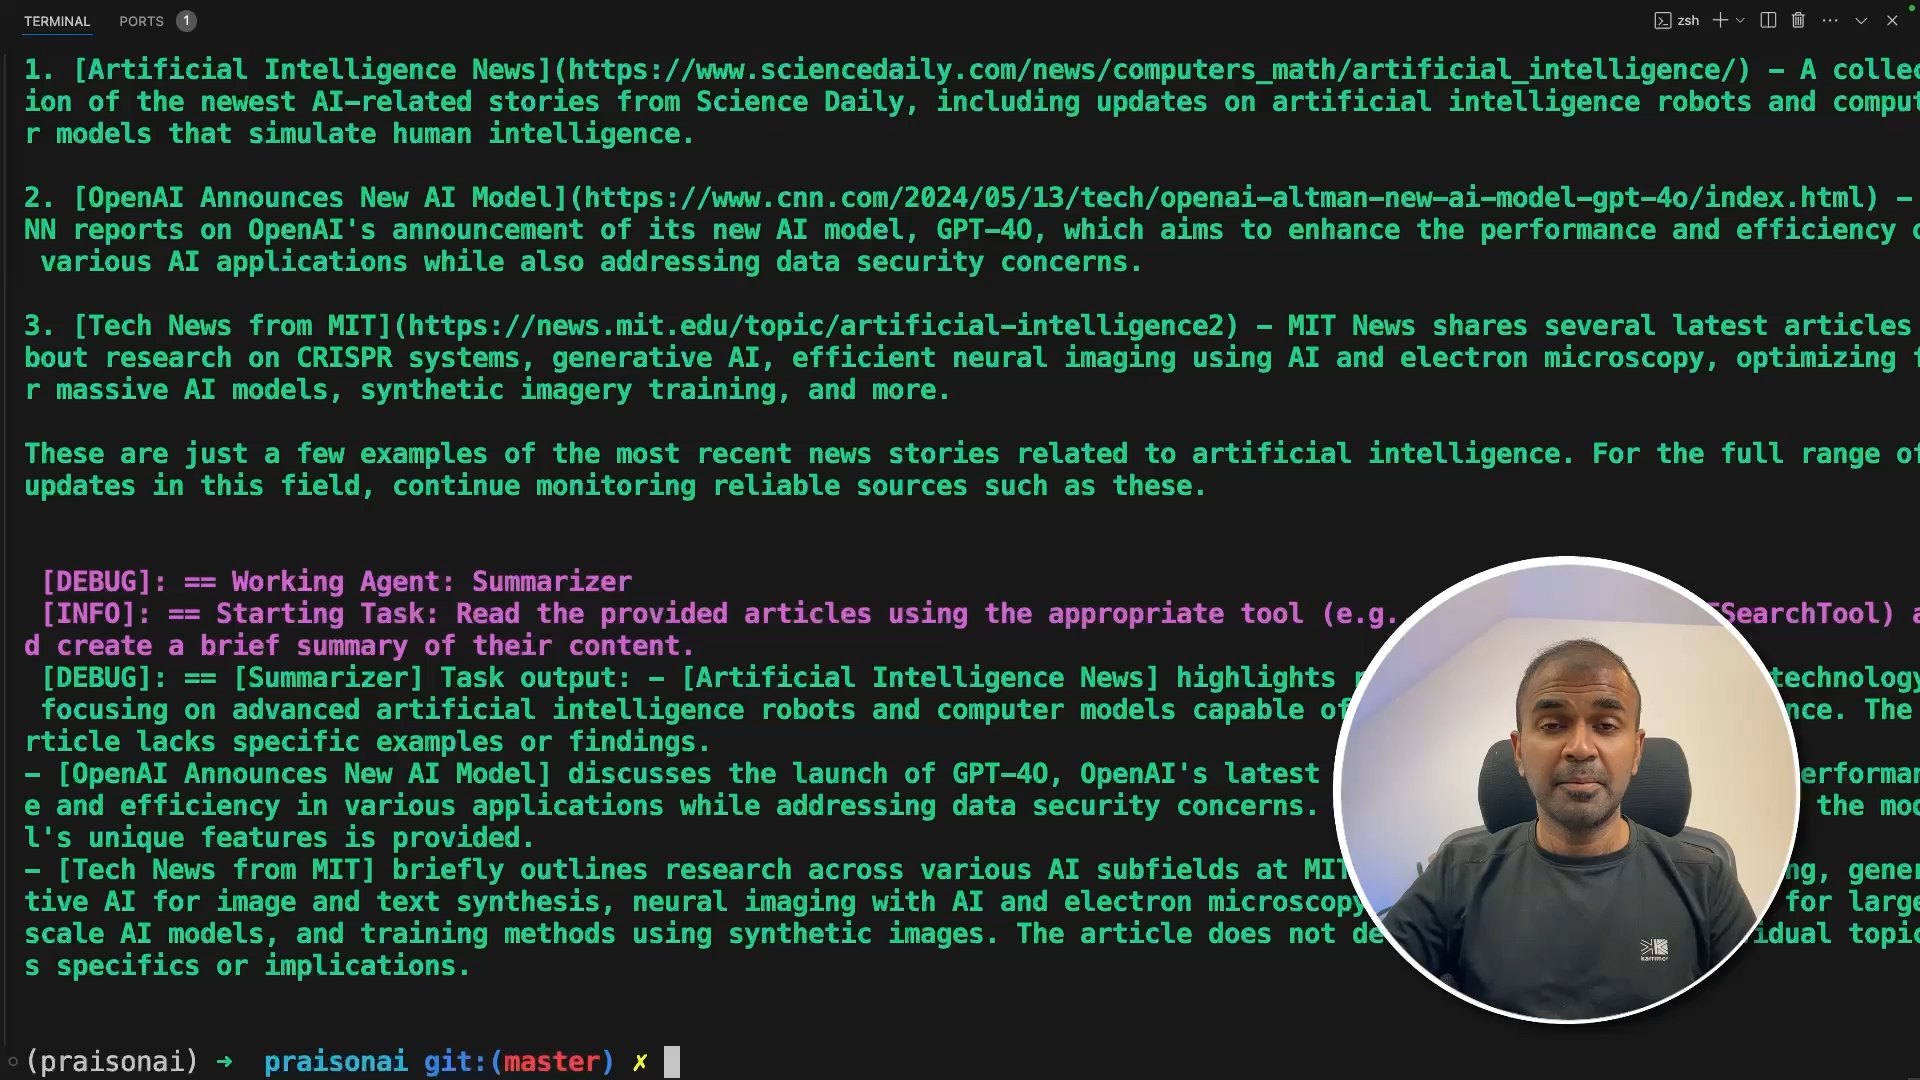 TERMINAL PORTS 1 zsh
1. [Artificial Intelligence News](https://www.sciencedaily.com/news/computers_math/artificial_intelligence/) – A collec
ion of the newest AI–related stories from Science Daily, including updates on artificial intelligence robots and comput
r models that simulate human intelligence.
2. [OpenAI Announces New AI Model](https://www.cnn.com/2024/05/13/tech/openai-altman-new-ai-model-gpt-4o/index.html) –
NN reports on OpenAI's announcement of its new AI model, GPT–4O, which aims to enhance the performance and efficiency
various AI applications while also addressing data security concerns.
3. [Tech News from MIT](https://news.mit.edu/topic/artificial-intelligence2) – MIT News shares several latest articles
bout research on CRISPR systems, generative AI, efficient neural imaging using AI and electron microscopy, optimizing
r massive AI models, synthetic imagery training, and more.
These are just a few examples of the most recent news stories related to artificial intelligence. For the full range of
updates in this field, continue monitoring reliable sources such as these.
[DEBUG]: == Working Agent: Summarizer
[INFO]: == Starting Task: Read the provided articles using the appropriate tool (e.g. SearchTool) a
d create a brief summary of their content.
[DEBUG]: == [Summarizer] Task output: – [Artificial Intelligence News] highlights technology
focusing on advanced artificial intelligence robots and computer models capable of nce. The
rticle lacks specific examples or findings.
– [OpenAI Announces New AI Model] discusses the launch of GPT–4O, OpenAI's latest erforman
e and efficiency in various applications while addressing data security concerns. the mod
l's unique features is provided.
– [Tech News from MIT] briefly outlines research across various AI subfields at MIT ng, gener
tive AI for image and text synthesis, neural imaging with AI and electron microscopy for large
scale AI models, and training methods using synthetic images. The article does not de idual topic
s specifics or implications.
karrimor
(praisonai) ➜ praisonai git:(master) ✗